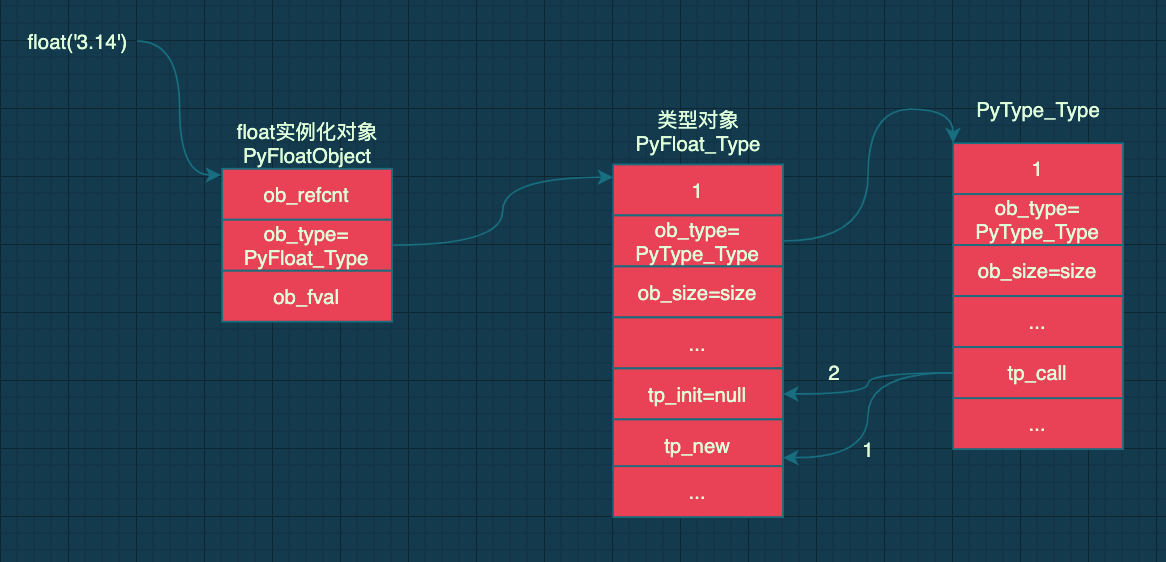 float('3.14')
float实例化对象
PyFloatObject
ob_refcnt
ob_type=
PyFloat_Type
ob_fval
类型对象
PyFloat_Type
1
ob_type=
PyType_Type
ob_size=size
...
tp_init=null
tp_new
...
2
1
PyType_Type
1
ob_type=
PyType_Type
ob_size=size
...
tp_call
...